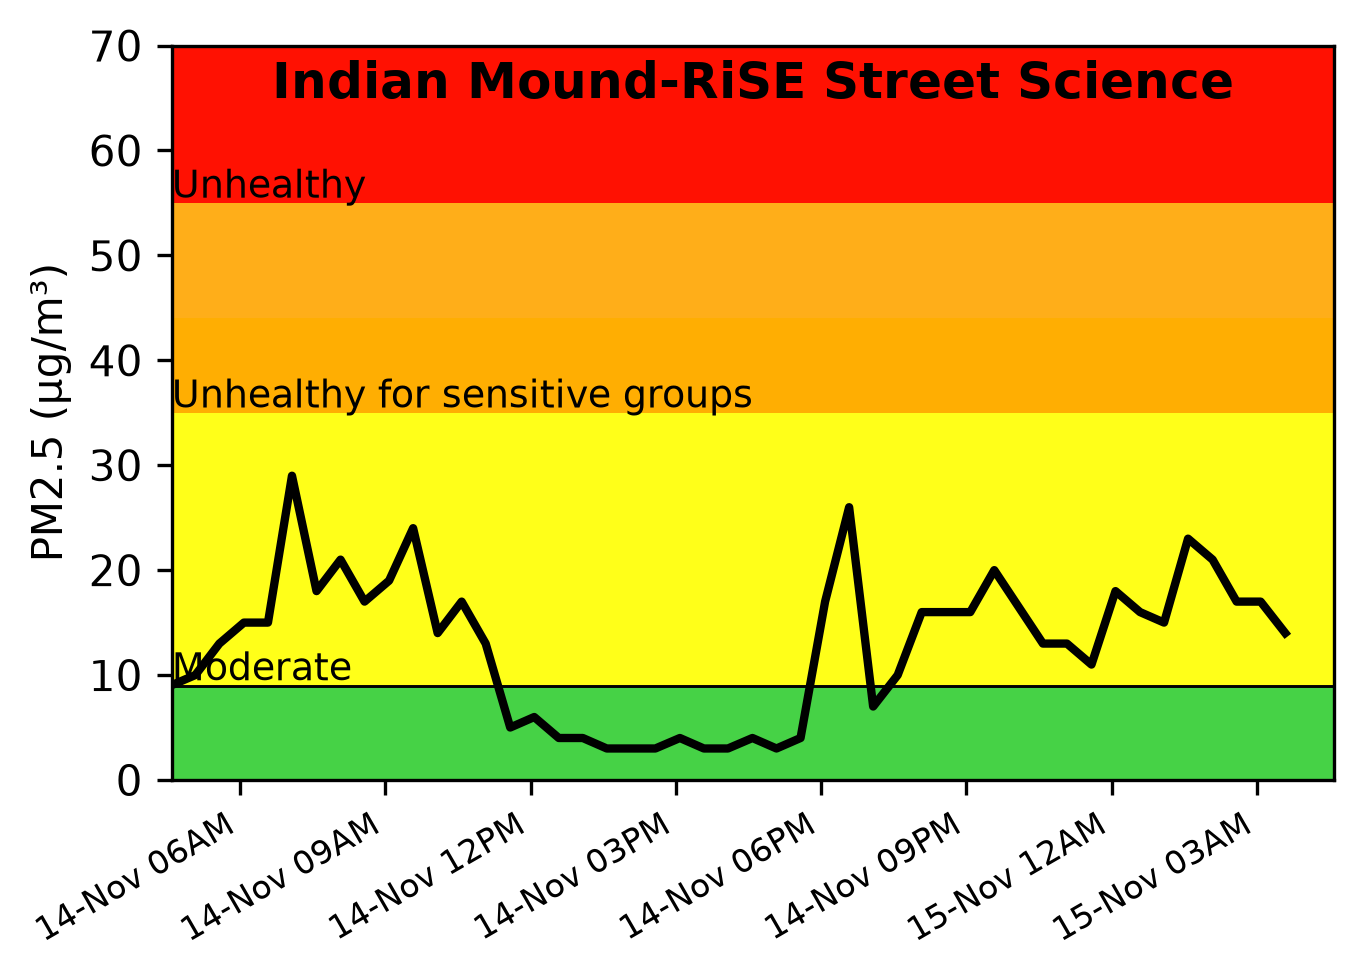 Indian Mound-RiSE Street Science
70
60
50
40
30
20
10
0
PM2.5 (µg/m³)
Unhealthy
Unhealthy for sensitive groups
Moderate
14-Nov 06AM
14-Nov 09AM
14-Nov 12PM
14-Nov 03PM
14-Nov 06PM
14-Nov 09PM
15-Nov 12AM
15-Nov 03AM